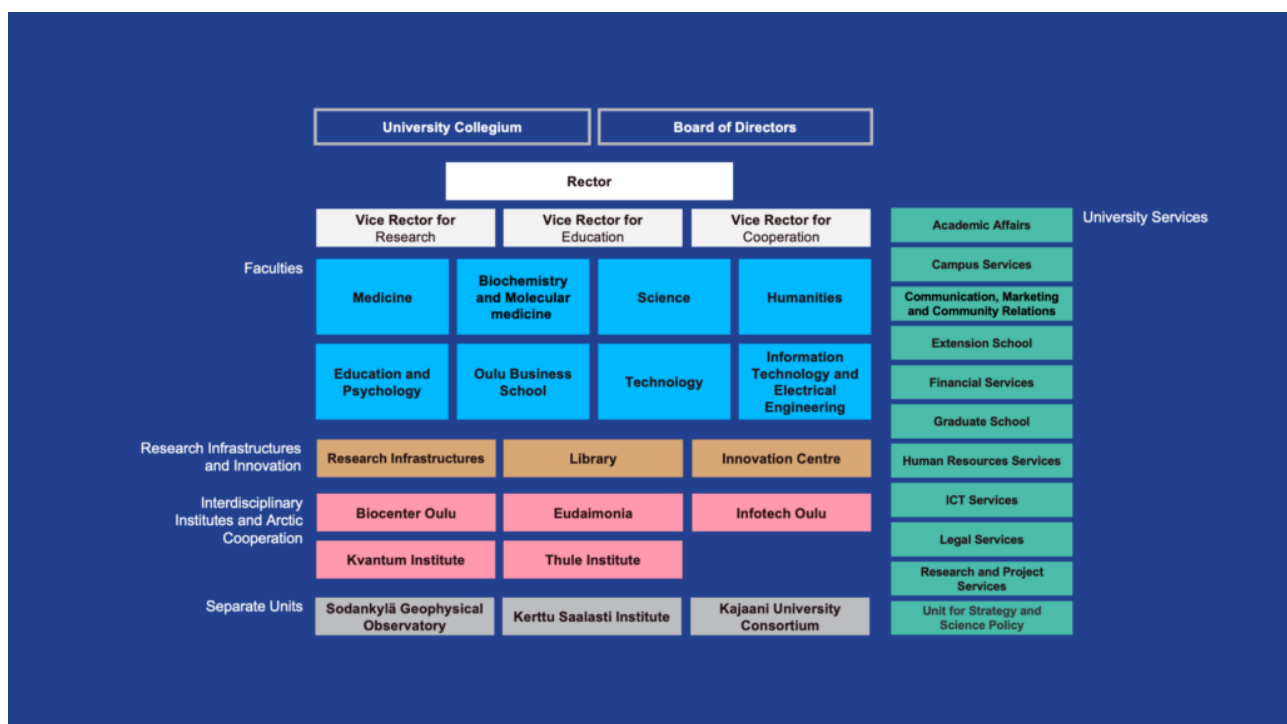 University Collegium
Board of Directors
Rector
Vice Rector for
Research
Vice Rector for
Education
Vice Rector for
Cooperation
Faculties
Medicine
Biochemistry
and Molecular
medicine
Science
Humanities
Education and
Psychology
Oulu Business
School
Technology
Information
Technology and
Electrical
Engineering
Research Infrastructures
and Innovation
Research Infrastructures
Library
Innovation Centre
Interdisciplinary
Institutes and Arctic
Cooperation
Biocenter Oulu
Eudaimonia
Infotech Oulu
Kvantum Institute
Thule Institute
Separate Units
Sodankylä Geophysical
Observatory
Kerttu Saalasti Institute
Kajaani University
Consortium
University Services
Academic Affairs
Campus Services
Communication, Marketing
and Community Relations
Extension School
Financial Services
Graduate School
Human Resources Services
ICT Services
Legal Services
Research and Project
Services
Unit for Strategy and
Science Policy